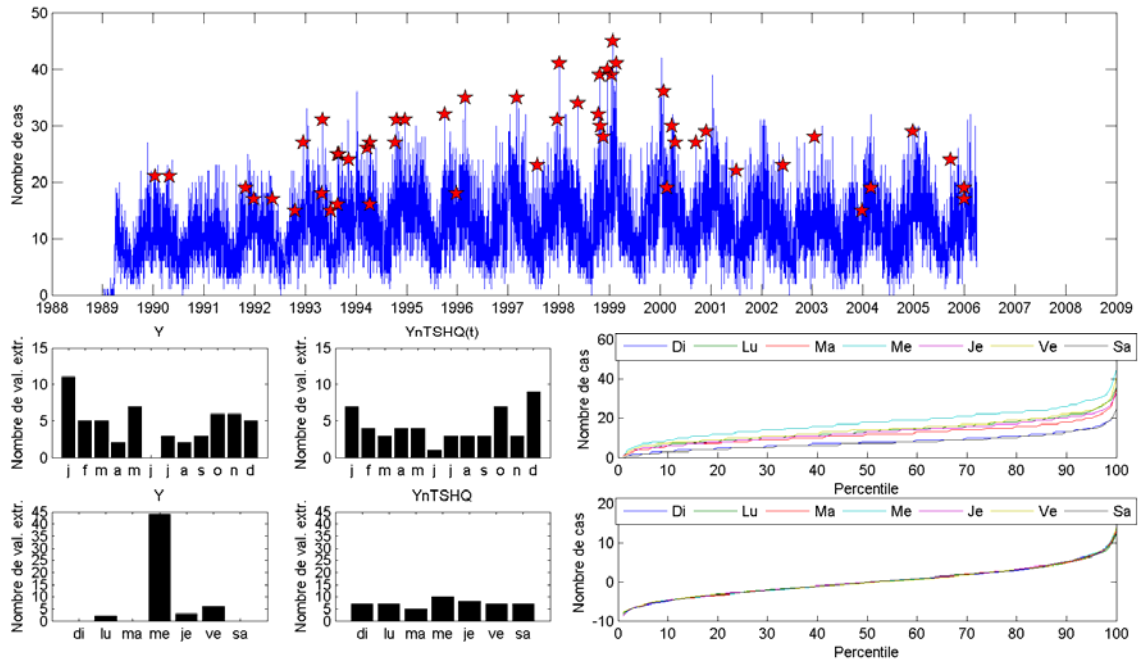 50
40
30
20
10
0
Nombre de cas
1988 1989 1990 1991 1992 1993 1994 1995 1996 1997 1998 1999 2000 2001 2002 2003 2004 2005 2006 2007 2008 2009
Y
15
10
5
0
Nombre de val. extr.
j f m a m j j a s o n d
YnTSHQ(t)
15
10
5
0
Nombre de val. extr.
j f m a m j j a s o n d
60
40
20
0
Nombre de cas
Di Lu Ma Me Je Ve Sa
0 10 20 30 40 50 60 70 80 90 100
Percentile
Y
45
40
35
30
25
20
15
10
5
0
Nombre de val. extr.
di lu ma me je ve sa
YnTSHQ
45
40
35
30
25
20
15
10
5
0
Nombre de val. extr.
di lu ma me je ve sa
20
10
0
-10
Nombre de cas
Di Lu Ma Me Je Ve Sa
0 10 20 30 40 50 60 70 80 90 100
Percentile